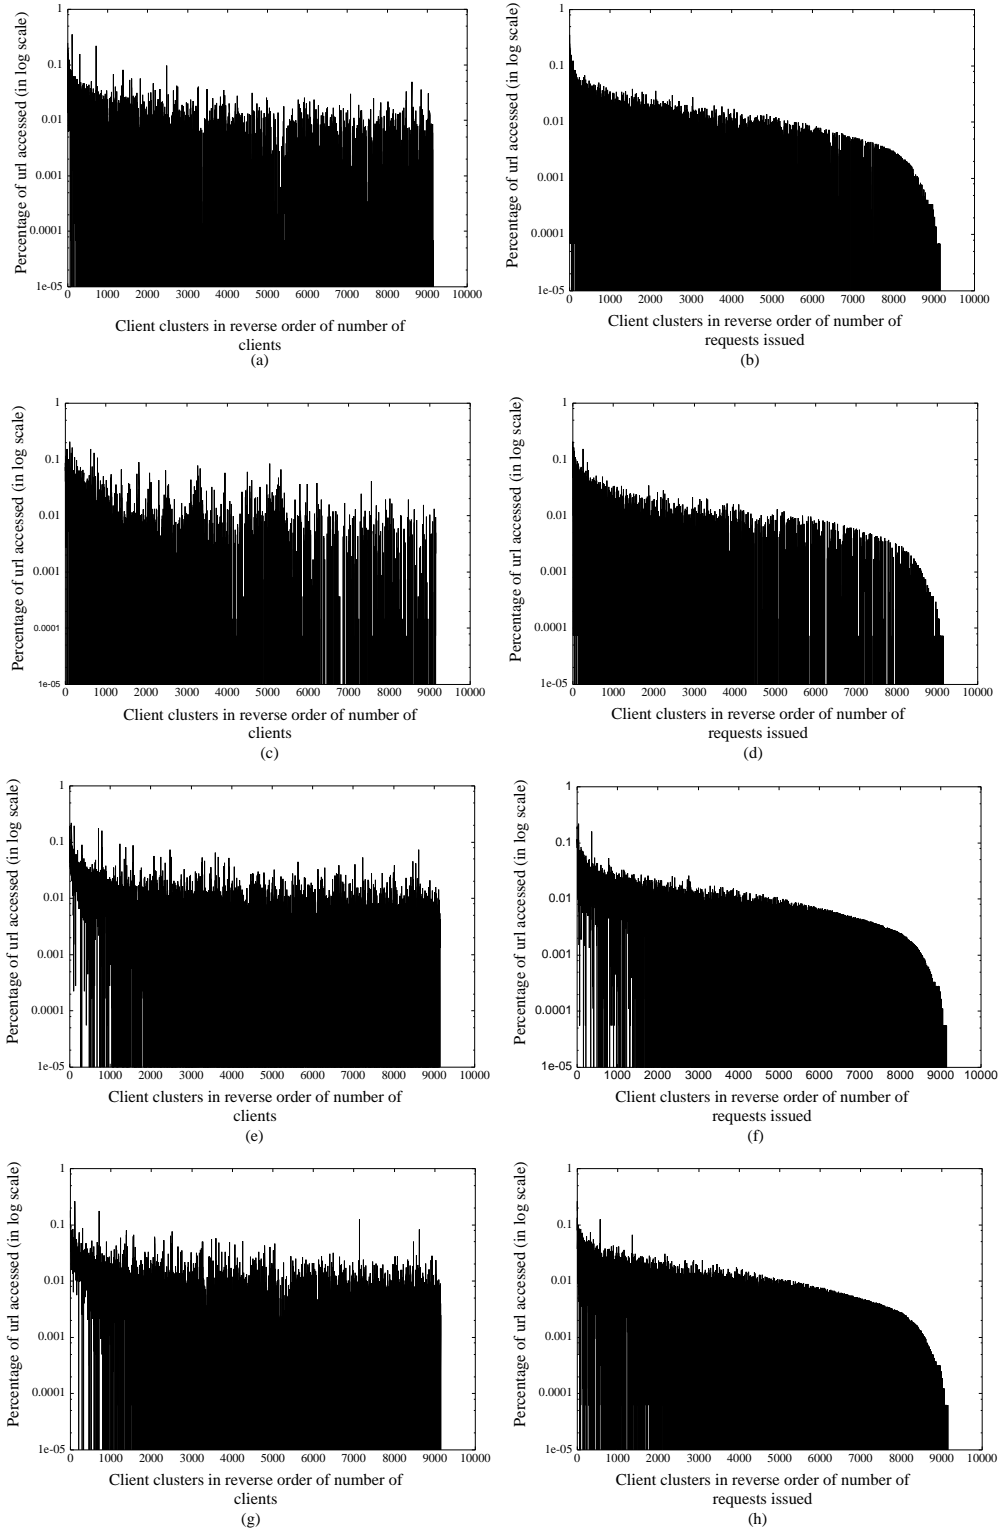 1
0.1
0.01
0.001
0.0001
1e-05
0 1000 2000 3000 4000 5000 6000 7000 8000 9000 10000
Percentage of url accessed (in log scale)
Client clusters in reverse order of number of
clients
(a)
1
0.1
0.01
0.001
0.0001
1e-05
0 1000 2000 3000 4000 5000 6000 7000 8000 9000 10000
Percentage of url accessed (in log scale)
Client clusters in reverse order of number of
requests issued
(b)
1
0.1
0.01
0.001
0.0001
1e-05
0 1000 2000 3000 4000 5000 6000 7000 8000 9000 10000
Percentage of url accessed (in log scale)
Client clusters in reverse order of number of
clients
(c)
1
0.1
0.01
0.001
0.0001
1e-05
0 1000 2000 3000 4000 5000 6000 7000 8000 9000 10000
Percentage of url accessed (in log scale)
Client clusters in reverse order of number of
requests issued
(d)
1
0.1
0.01
0.001
0.0001
1e-05
0 1000 2000 3000 4000 5000 6000 7000 8000 9000 10000
Percentage of url accessed (in log scale)
Client clusters in reverse order of number of
clients
(e)
1
0.1
0.01
0.001
0.0001
1e-05
0 1000 2000 3000 4000 5000 6000 7000 8000 9000 10000
Percentage of url accessed (in log scale)
Client clusters in reverse order of number of
requests issued
(f)
1
0.1
0.01
0.001
0.0001
1e-05
0 1000 2000 3000 4000 5000 6000 7000 8000 9000 10000
Percentage of url accessed (in log scale)
Client clusters in reverse order of number of
clients
(g)
1
0.1
0.01
0.001
0.0001
1e-05
0 1000 2000 3000 4000 5000 6000 7000 8000 9000 10000
Percentage of url accessed (in log scale)
Client clusters in reverse order of number of
requests issued
(h)